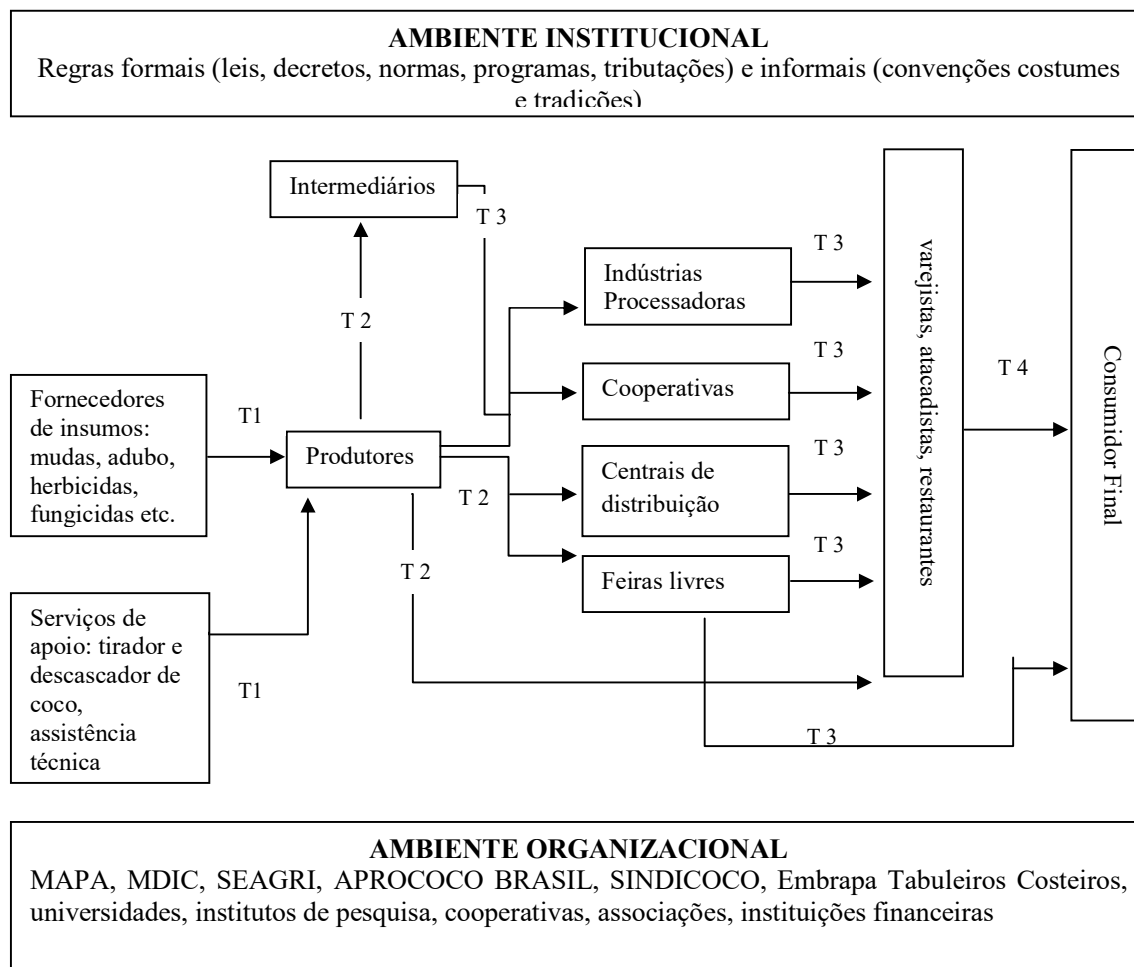 AMBIENTE INSTITUCIONAL
Regras formais (leis, decretos, normas, programas, tributações) e informais (convenções costumes
e tradições)
Intermediários
T 3
T 3
Indústrias
Processadoras
T 2
T 3
Fornecedores
de insumos:
mudas, adubo,
herbicidas,
fungicidas etc.
T1
Produtores
Cooperativas
T 3
T 2
Centrais de
distribuição
T 3
T 2
Feiras livres
varejistas, atacadistas, restaurantes
T 4
Consumidor Final
Serviços de
apoio: tirador e
descascador de
coco,
assistência
técnica
T1
T 3
AMBIENTE ORGANIZACIONAL
MAPA, MDIC, SEAGRI, APROCOCO BRASIL, SINDICOCO, Embrapa Tabuleiros Costeiros,
universidades, institutos de pesquisa, cooperativas, associações, instituições financeiras